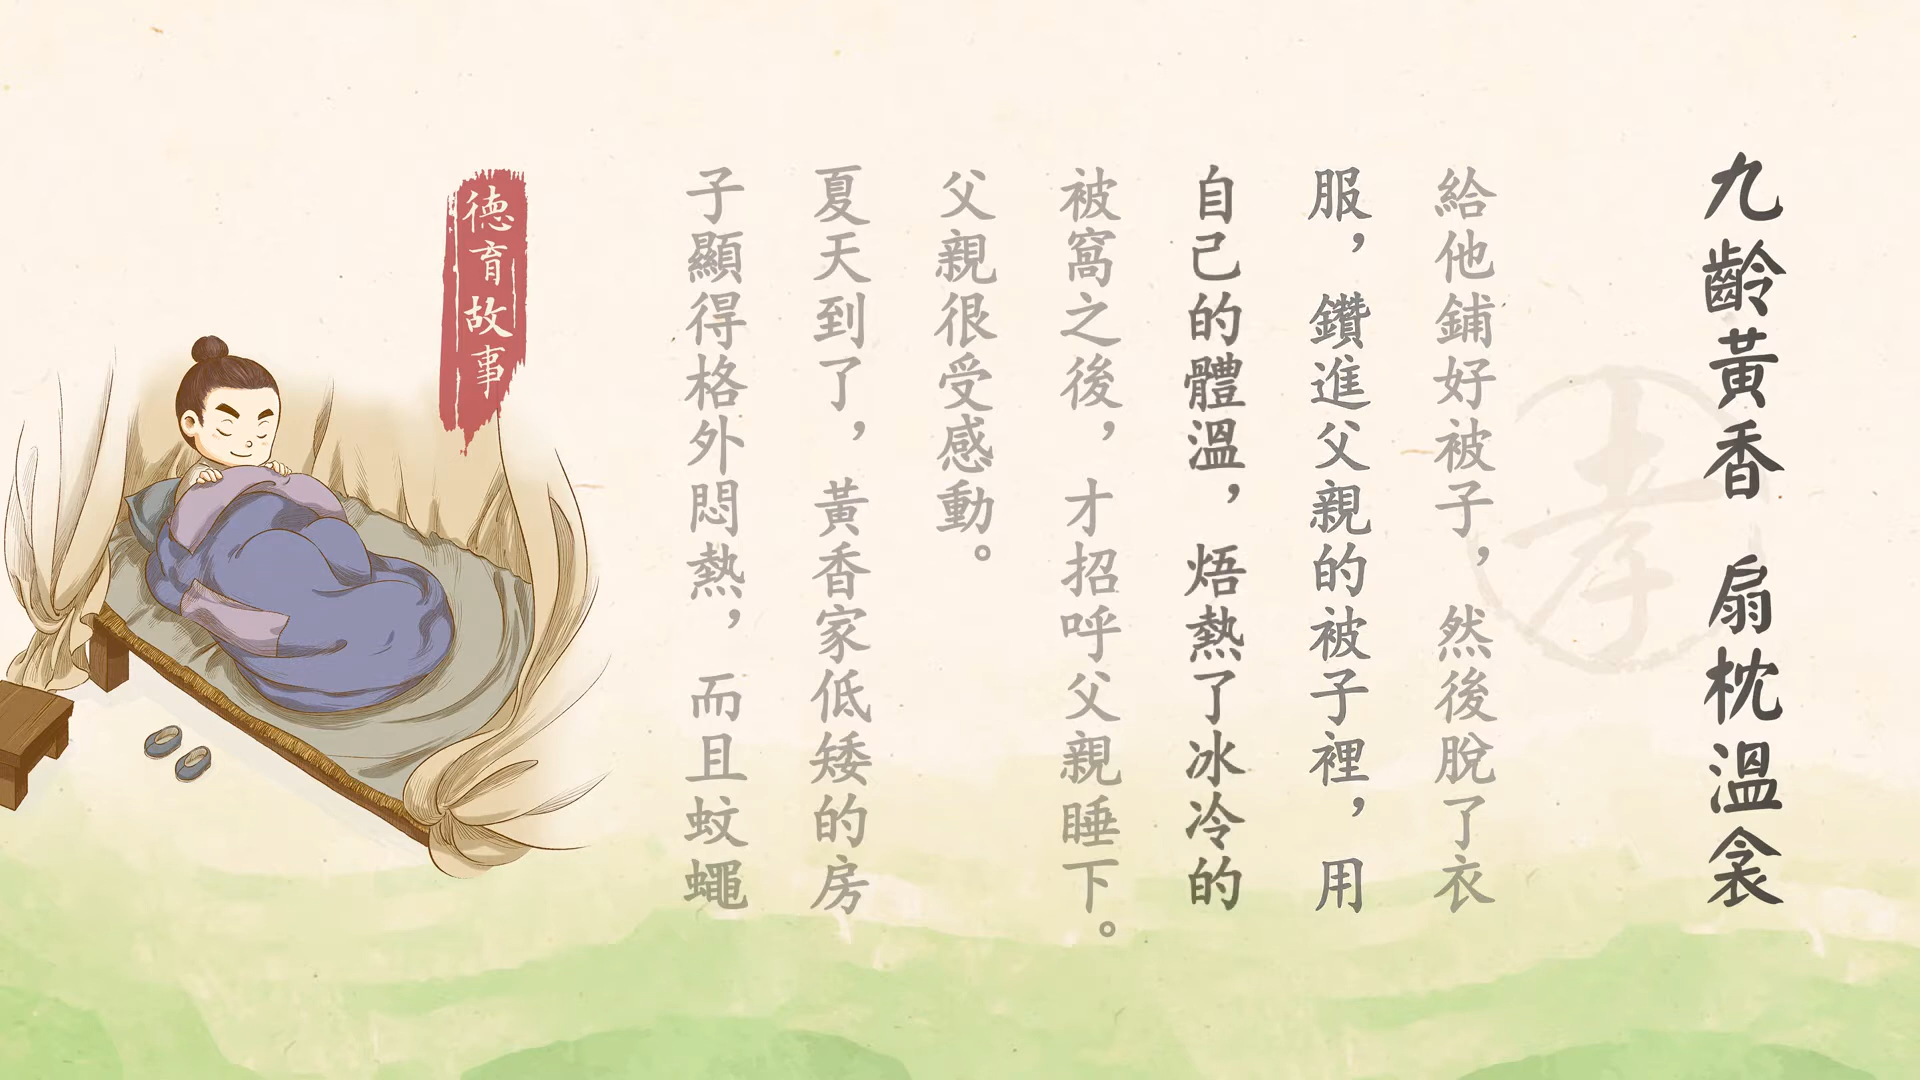 九齡黃香 扇枕溫衾
給他鋪好被子，然後脫了衣
服，鑽進父親的被子裡，用
自己的體溫，焐熱了冰冷的
被窩之後，才招呼父親睡下。
父親很受感動。
夏天到了，黃香家低矮的房
子顯得格外悶熱，而且蚊蠅
德育故事
孝